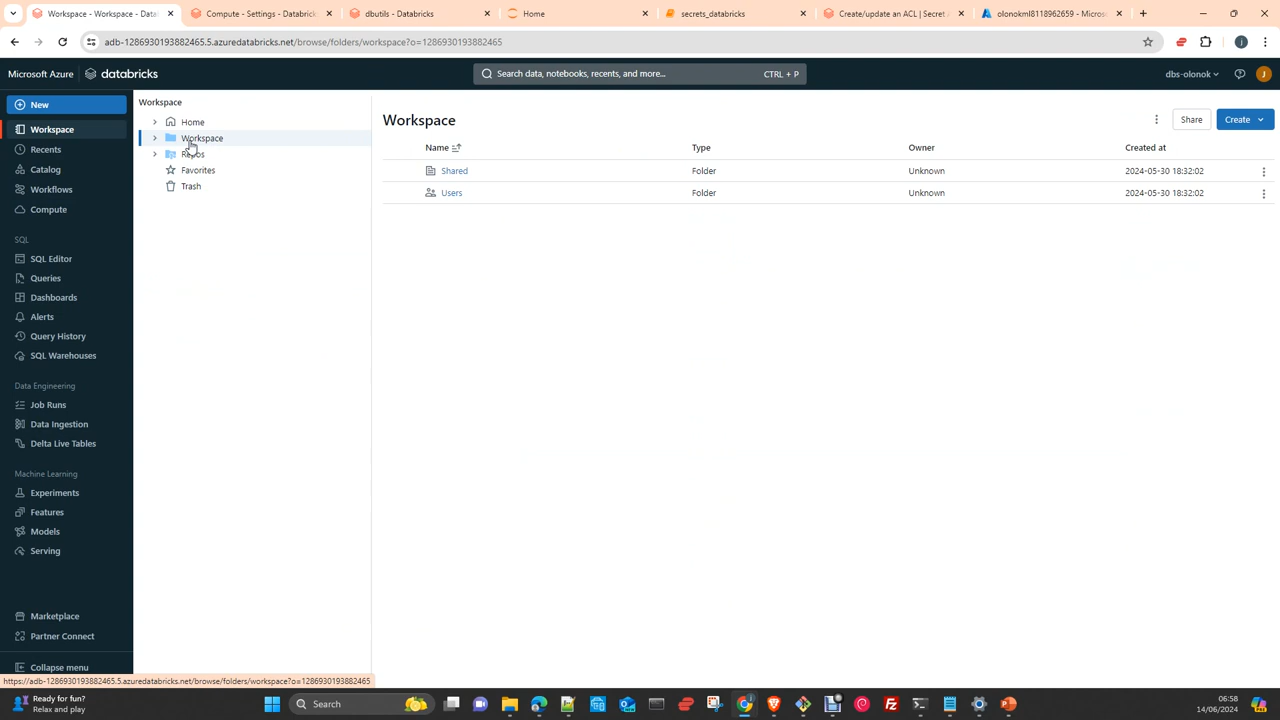 Workspace - Workspace - Dat
Compute - Settings - Databric
dbutils - Databricks
Home
secrets_databricks
Create/update an ACL | Secret
olonokml8118962659 - Micros
adb-1286930193882465.5.azuredatabricks.net/browse/folders/workspace?o=1286930193882465
Microsoft Azure
databricks
Search data, notebooks, recents, and more...
CTRL + P
dbs-olonok
J
New
Workspace
Recents
Catalog
Workflows
Compute
SQL
SQL Editor
Queries
Dashboards
Alerts
Query History
SQL Warehouses
Data Engineering
Job Runs
Data Ingestion
Delta Live Tables
Machine Learning
Experiments
Features
Models
Serving
Marketplace
Partner Connect
Collapse menu
Workspace
Home
Workspace
Repos
Favorites
Trash
Workspace
Share
Create
Name Type Owner Created at
Shared Folder Unknown 2024-05-30 18:32:02
Users Folder Unknown 2024-05-30 18:32:02
https://adb-1286930193882465.5.azuredatabricks.net/browse/folders/workspace?o=1286930193882465
Ready for fun?
Relax and play
Search
06:58
14/06/2024